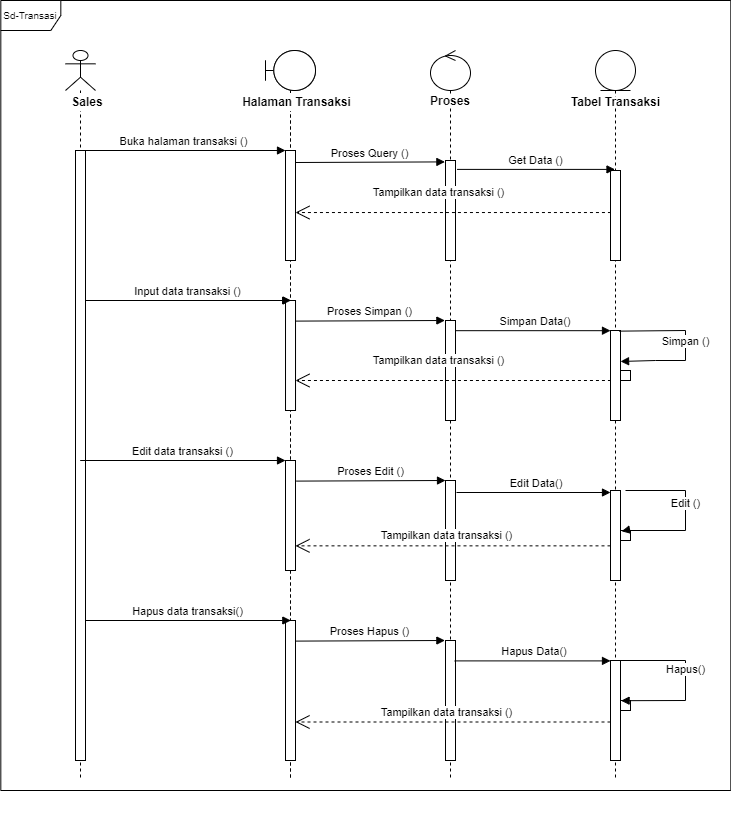 Sd-Transasi
Sales
Halaman Transaksi
Proses
Tabel Transaksi
Buka halaman transaksi ()
Proses Query ()
Get Data ()
Tampilkan data transaksi ()
Input data transaksi ()
Proses Simpan ()
Simpan Data()
Simpan ()
Tampilkan data transaksi ()
Edit data transaksi ()
Proses Edit ()
Edit Data()
Edit ()
Tampilkan data transaksi ()
Hapus data transaksi()
Proses Hapus ()
Hapus Data()
Hapus()
Tampilkan data transaksi ()